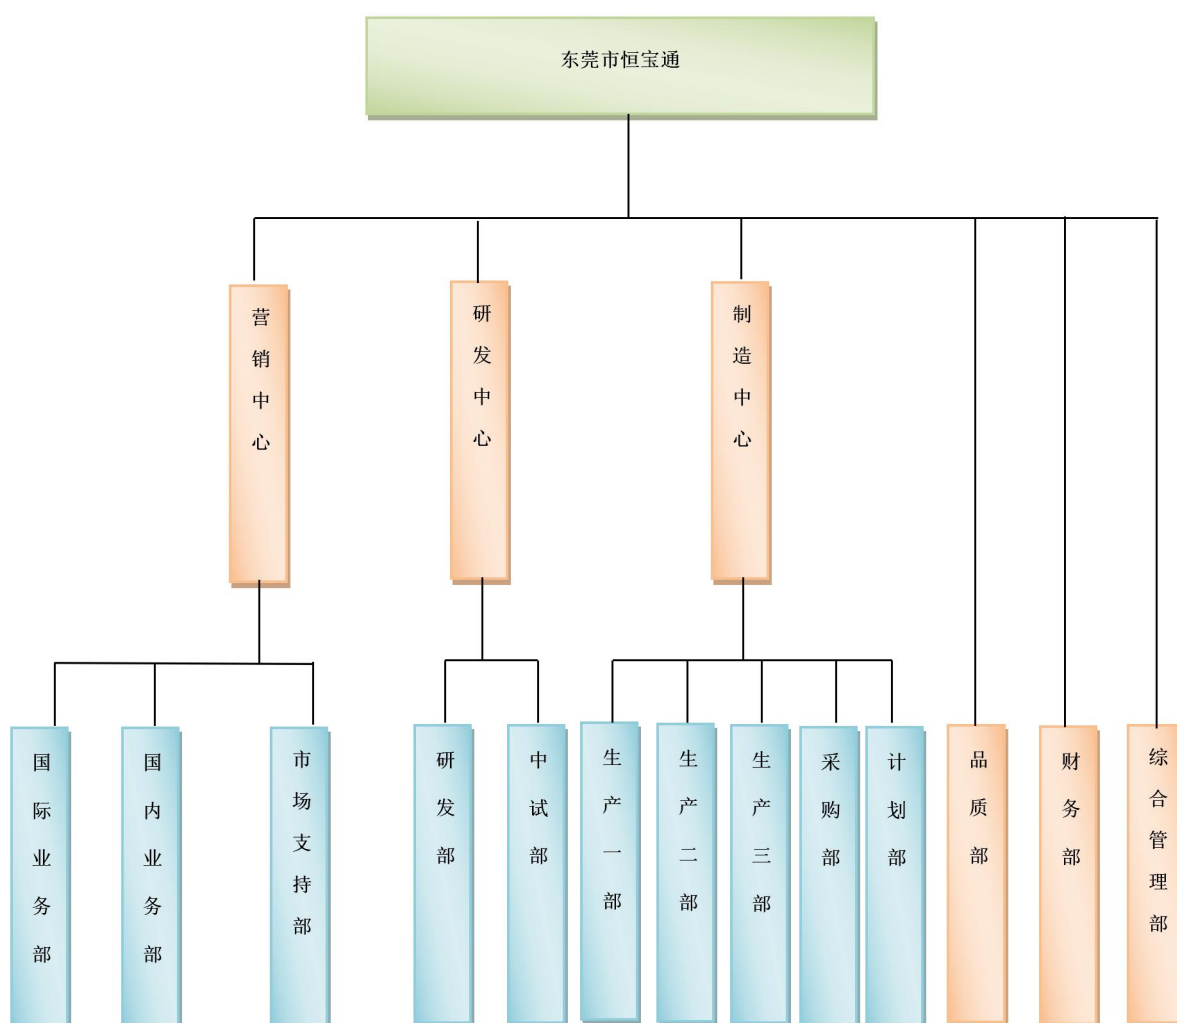 东莞市恒宝通
营销中心
研发中心
制造中心
国际业务部
国内业务部
市场支持部
研发部
中试部
生产一部
生产二部
生产三部
采购部
计划部
品质部
财务部
综合管理部